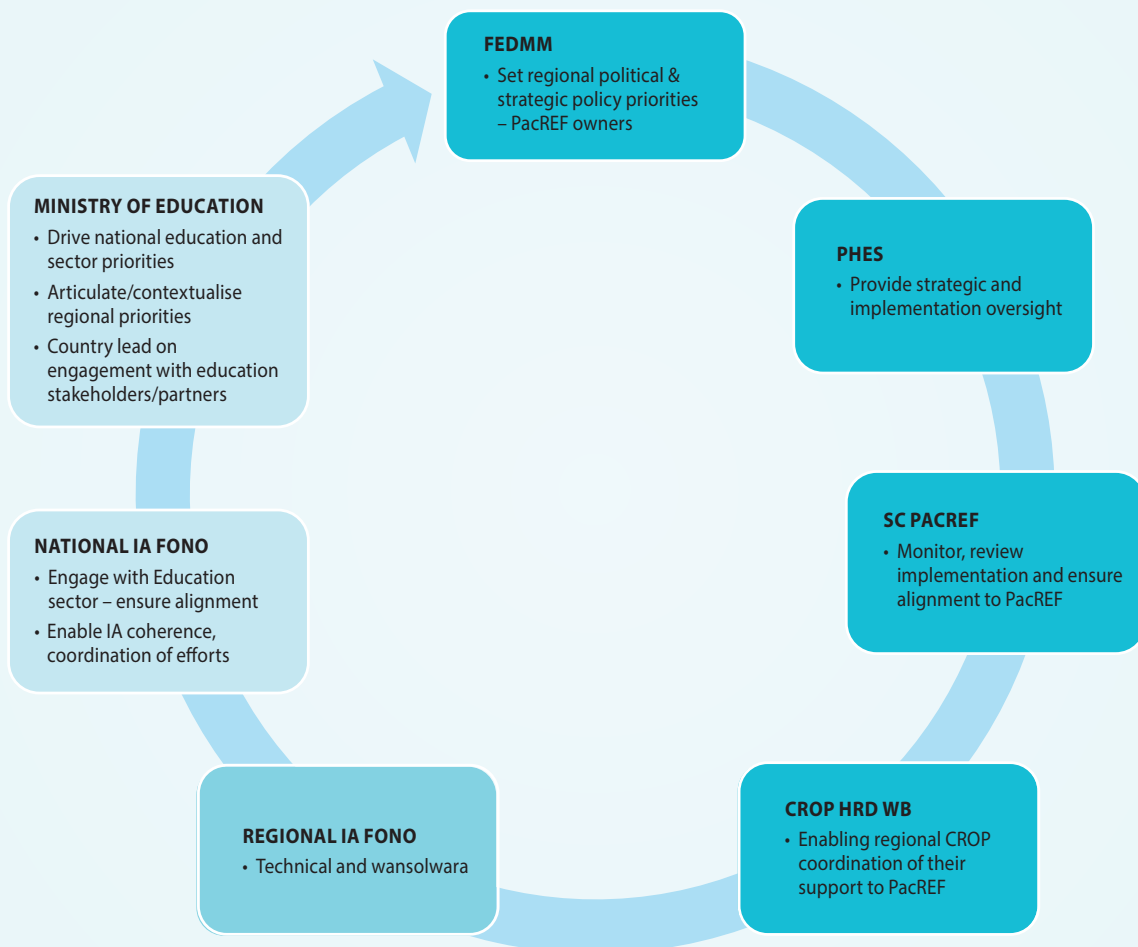 FEDMM
• Set regional political &
strategic policy priorities
– PacREF owners
PHES
• Provide strategic and
implementation oversight
SC PACREF
• Monitor, review
implementation and ensure
alignment to PacREF
CROP HRD WB
• Enabling regional CROP
coordination of their
support to PacREF
REGIONAL IA FONO
• Technical and wansolwara
NATIONAL IA FONO
• Engage with Education
sector – ensure alignment
• Enable IA coherence,
coordination of efforts
MINISTRY OF EDUCATION
• Drive national education and
sector priorities
• Articulate/contextualise
regional priorities
• Country lead on
engagement with education
stakeholders/partners